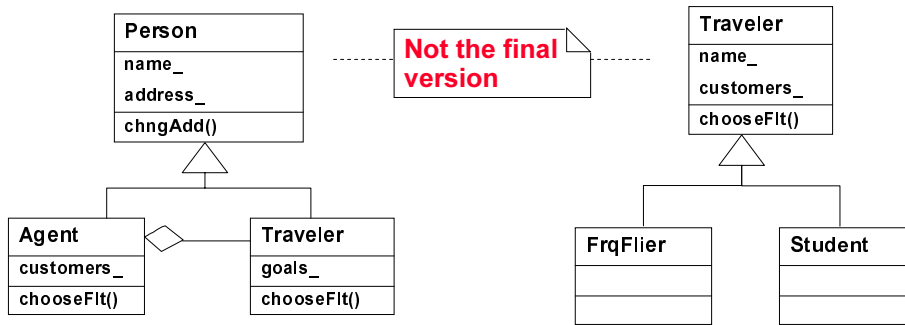 Person
name_
address_
chngAdd()
Agent
customers_
chooseFlt()
Traveler
goals_
chooseFlt()
Not the final
version
Traveler
name_
customers_
chooseFlt()
FrqFlier
Student